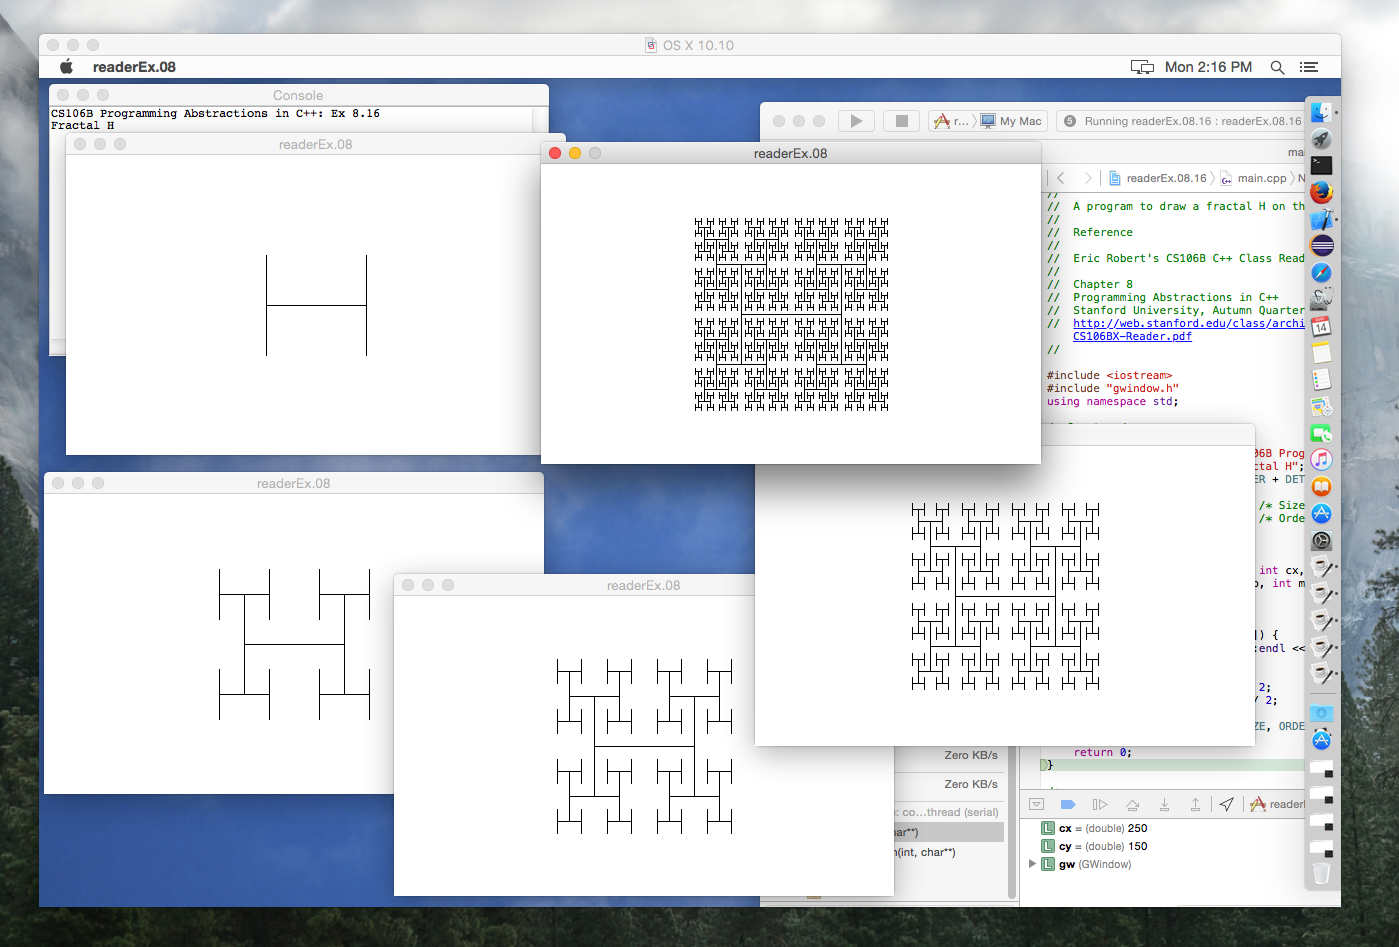 OS X 10.10
readerEx.08
Mon 2:16 PM
Console
CS106B Programming Abstractions in C++: Ex 8.16
Fractal H
readerEx.08
readerEx.08
r... My Mac
5 Running readerEx.08.16 : readerEx.08.16
readerEx.08.16 main.cpp
//
// A program to draw a fractal H on th
//
// Reference
//
// Eric Robert's CS106B C++ Class Read
//
// Chapter 8
// Programming Abstractions in C++
// Stanford University, Autumn Quarter
// http://web.stanford.edu/class/archi
CS106BX-Reader.pdf
//
#include <iostream>
#include "gwindow.h"
using namespace std;
06B Prog
ctal H";
ER + DET
/* Size
/* Orde
int cx,
o, int m
]) {
:endl <<
2;
/ 2;
ZE, ORDE
return 0;
}
readerEx.08
readerEx.08
Zero KB/s
Zero KB/s
: co...thread (serial)
ar**)
(int, char**)
readerl
L cx = (double) 250
L cy = (double) 150
L gw (GWindow)
14